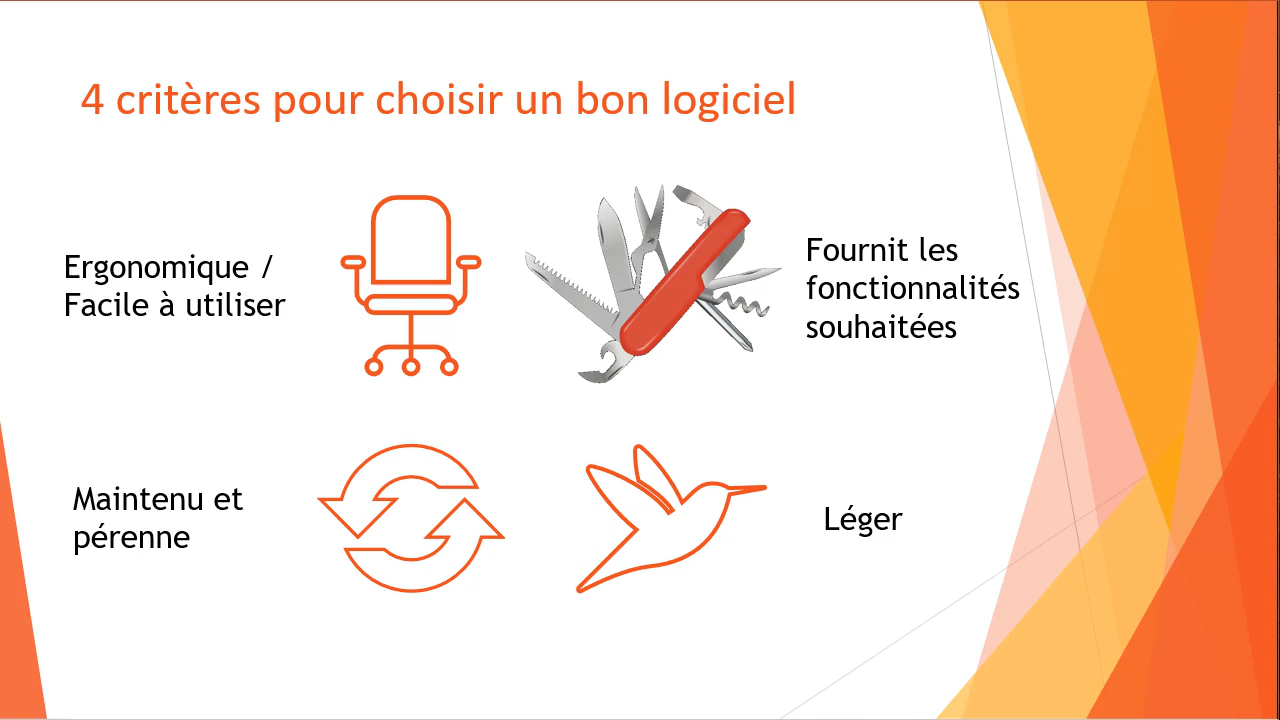 4 critères pour choisir un bon logiciel
Ergonomique /
Facile à utiliser
Fournit les
fonctionnalités
souhaitées
Maintenu et
pérenne
Léger